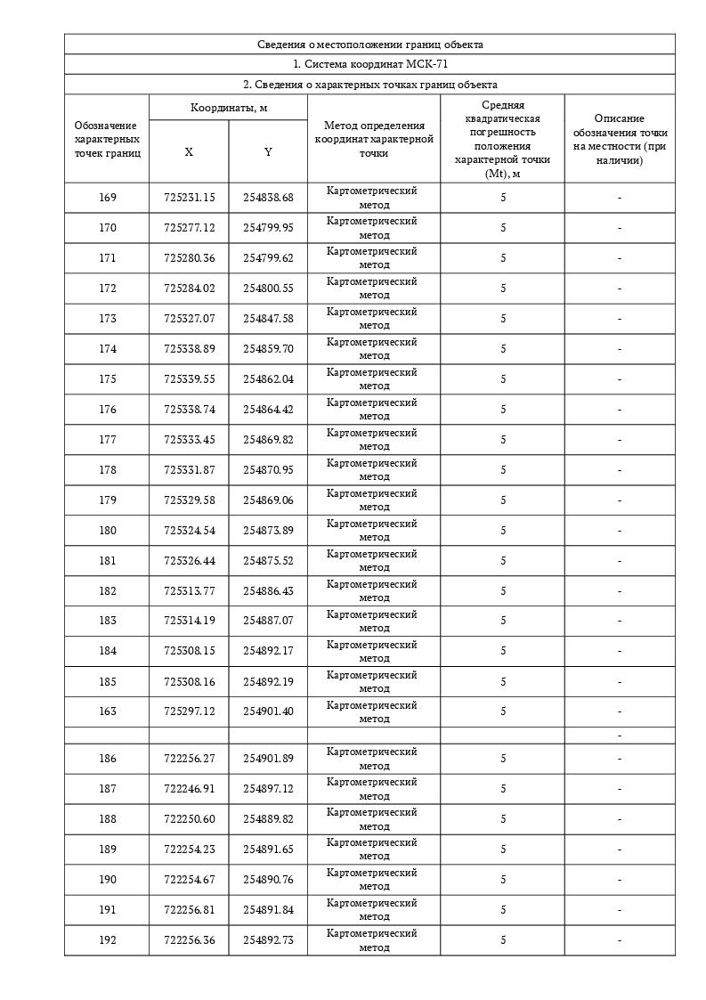 Сведения о местоположении границ объекта
1. Система координат МСК-71
2. Сведения о характерных точках границ объекта
Обозначение
характерных
точек границ
Координаты, м
X
Y
Метод определения
координат характерной
точки
Средняя
квадратическая
погрешность
положения
характерной точки
(Mt), м
Описание
обозначения точки
на местности (при
наличии)
169 725231.15 254838.68 Картометрический
метод 5 -
170 725277.12 254799.95 Картометрический
метод 5 -
171 725280.36 254799.62 Картометрический
метод 5 -
172 725284.02 254800.55 Картометрический
метод 5 -
173 725327.07 254847.58 Картометрический
метод 5 -
174 725338.89 254859.70 Картометрический
метод 5 -
175 725339.55 254862.04 Картометрический
метод 5 -
176 725338.74 254864.42 Картометрический
метод 5 -
177 725333.45 254869.82 Картометрический
метод 5 -
178 725331.87 254870.95 Картометрический
метод 5 -
179 725329.58 254869.06 Картометрический
метод 5 -
180 725324.54 254873.89 Картометрический
метод 5 -
181 725326.44 254875.52 Картометрический
метод 5 -
182 725313.77 254886.43 Картометрический
метод 5 -
183 725314.19 254887.07 Картометрический
метод 5 -
184 725308.15 254892.17 Картометрический
метод 5 -
185 725308.16 254892.19 Картометрический
метод 5 -
163 725297.12 254901.40 Картометрический
метод 5 -
-
186 722256.27 254901.89 Картометрический
метод 5 -
187 722246.91 254897.12 Картометрический
метод 5 -
188 722250.60 254889.82 Картометрический
метод 5 -
189 722254.23 254891.65 Картометрический
метод 5 -
190 722254.67 254890.76 Картометрический
метод 5 -
191 722256.81 254891.84 Картометрический
метод 5 -
192 722256.36 254892.73 Картометрический
метод 5 -